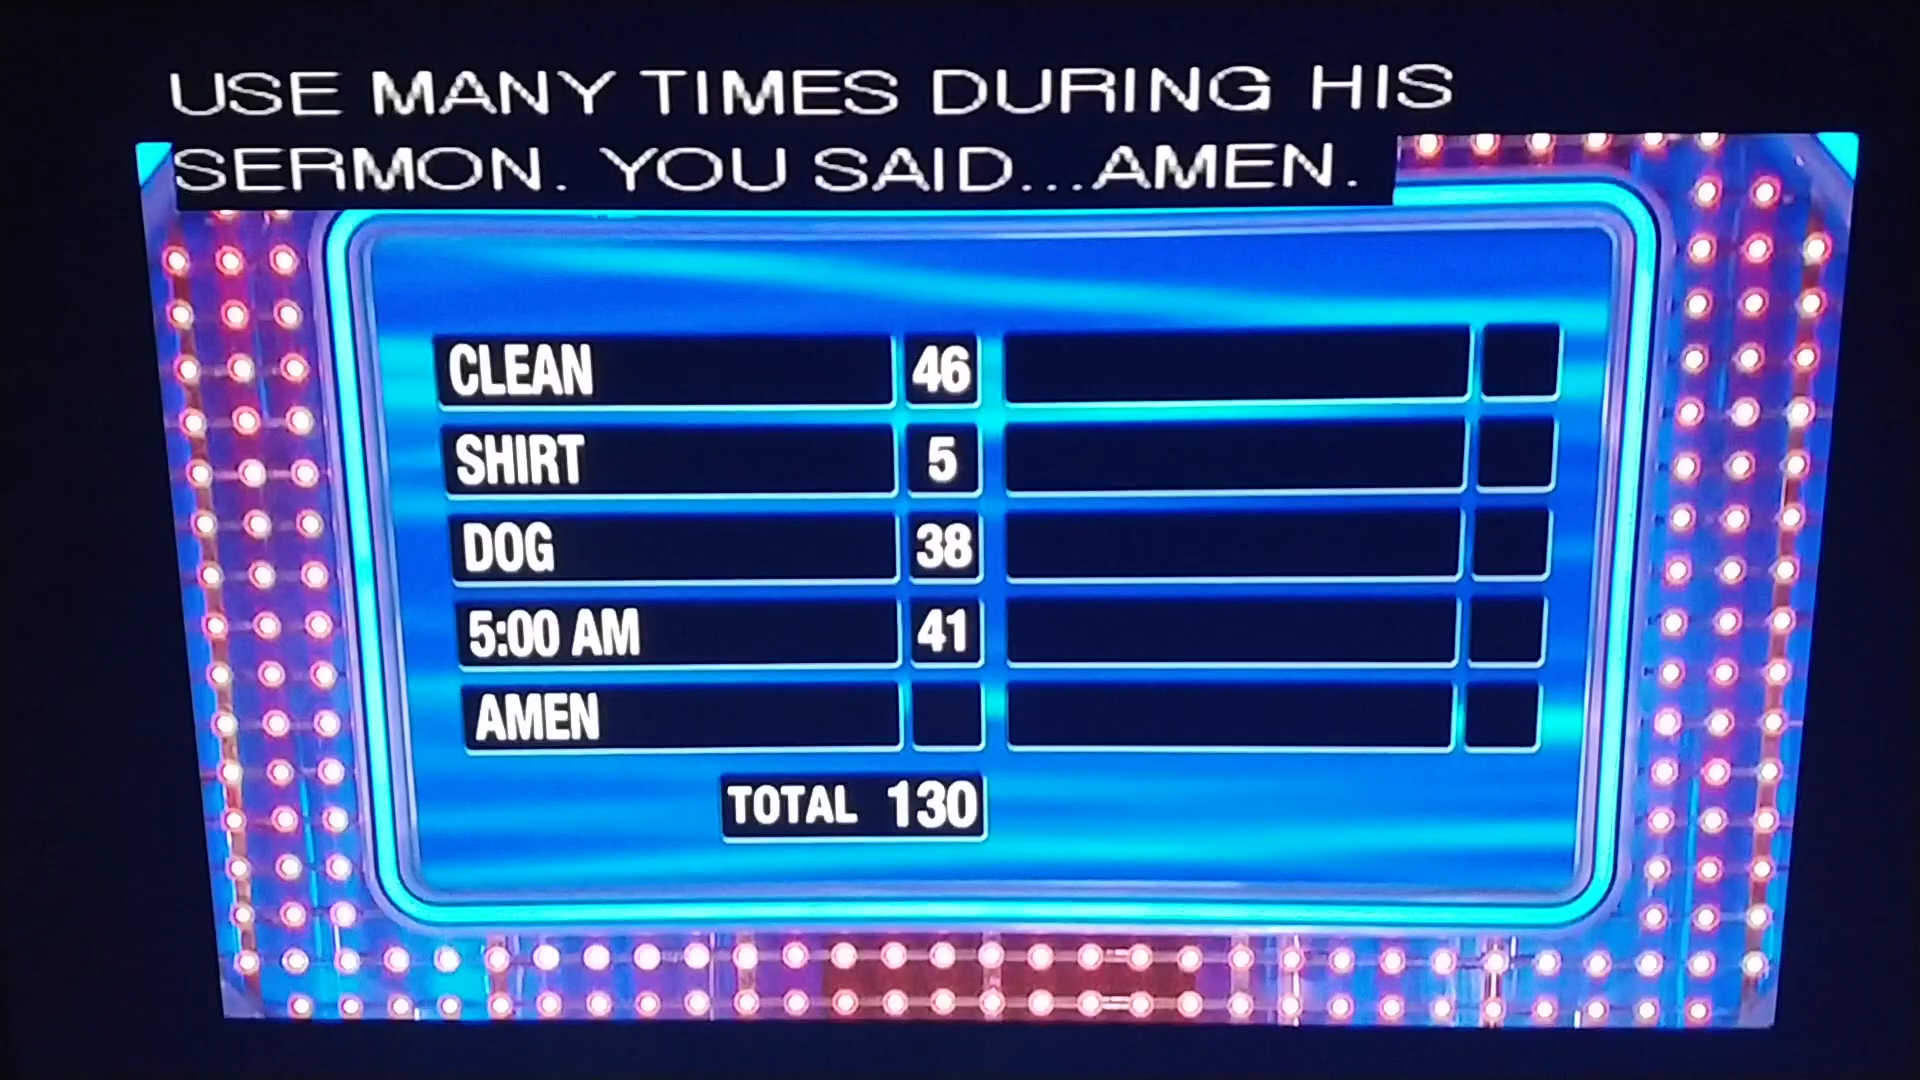 USE MANY TIMES DURING HIS
SERMON. YOU SAID...AMEN.
CLEAN 46
SHIRT 5
DOG 38
5:00 AM 41
AMEN
TOTAL 130